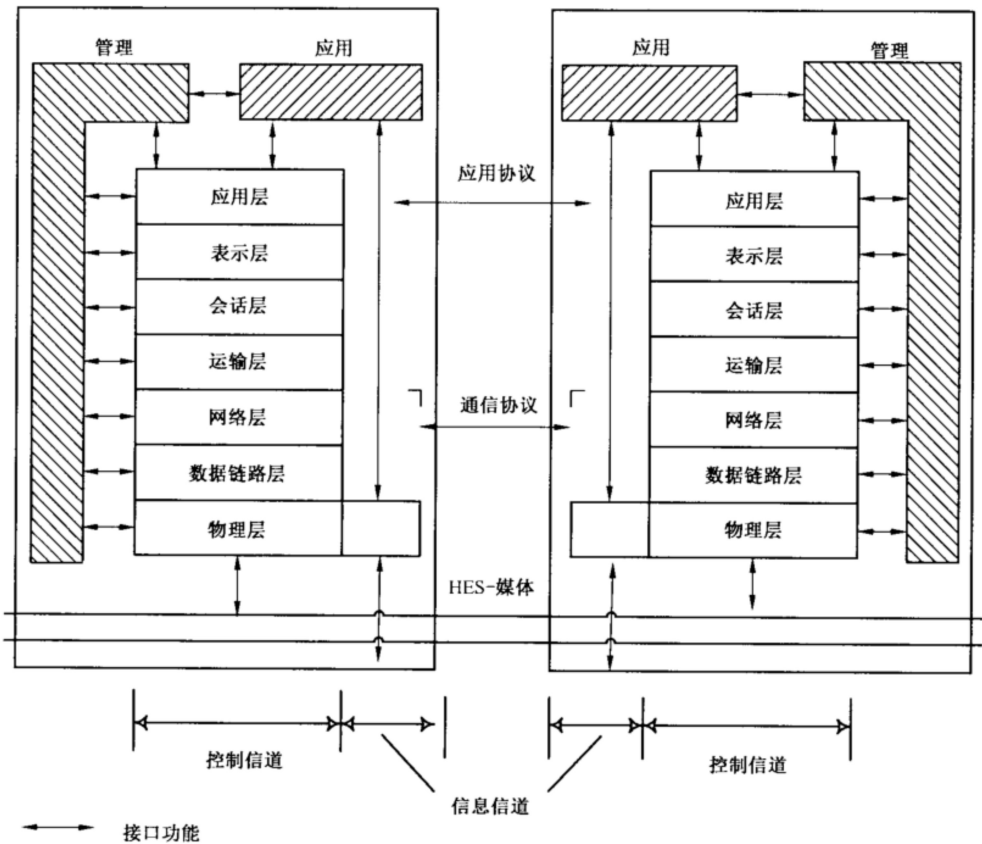 管理 应用 应用 管理
应用协议
应用层 应用层
表示层 表示层
会话层 会话层
运输层 运输层
通信协议
网络层 网络层
数据链路层 数据链路层
物理层 物理层
HES-媒体
控制信道 控制信道
信息信道
接口功能